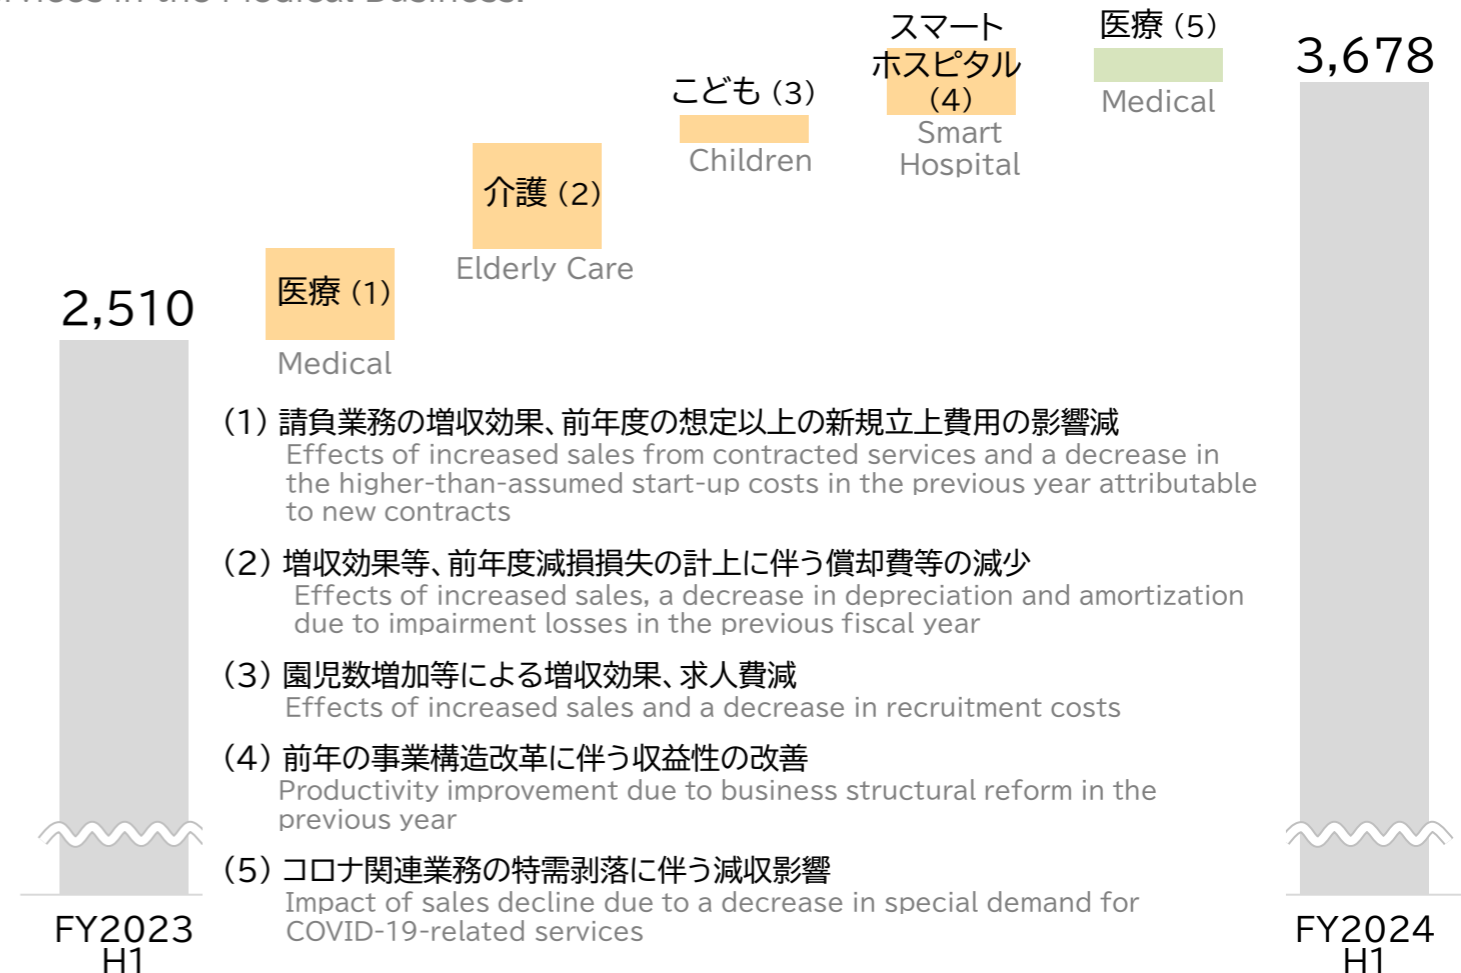 rvices in the Medical Business.
2,510
FY2023
H1
医療 (1)
Medical
介護 (2)
Elderly Care
こども (3)
Children
スマート
ホスピタル
(4)
Smart
Hospital
医療 (5)
Medical
3,678
FY2024
H1
(1) 請負業務の増収効果、前年度の想定以上の新規立上費用の影響減
Effects of increased sales from contracted services and a decrease in
the higher-than-assumed start-up costs in the previous year attributable
to new contracts
(2) 増収効果等、前年度減損損失の計上に伴う償却費等の減少
Effects of increased sales, a decrease in depreciation and amortization
due to impairment losses in the previous fiscal year
(3) 園児数増加等による増収効果、求人費減
Effects of increased sales and a decrease in recruitment costs
(4) 前年の事業構造改革に伴う収益性の改善
Productivity improvement due to business structural reform in the
previous year
(5) コロナ関連業務の特需剥落に伴う減収影響
Impact of sales decline due to a decrease in special demand for
COVID-19-related services